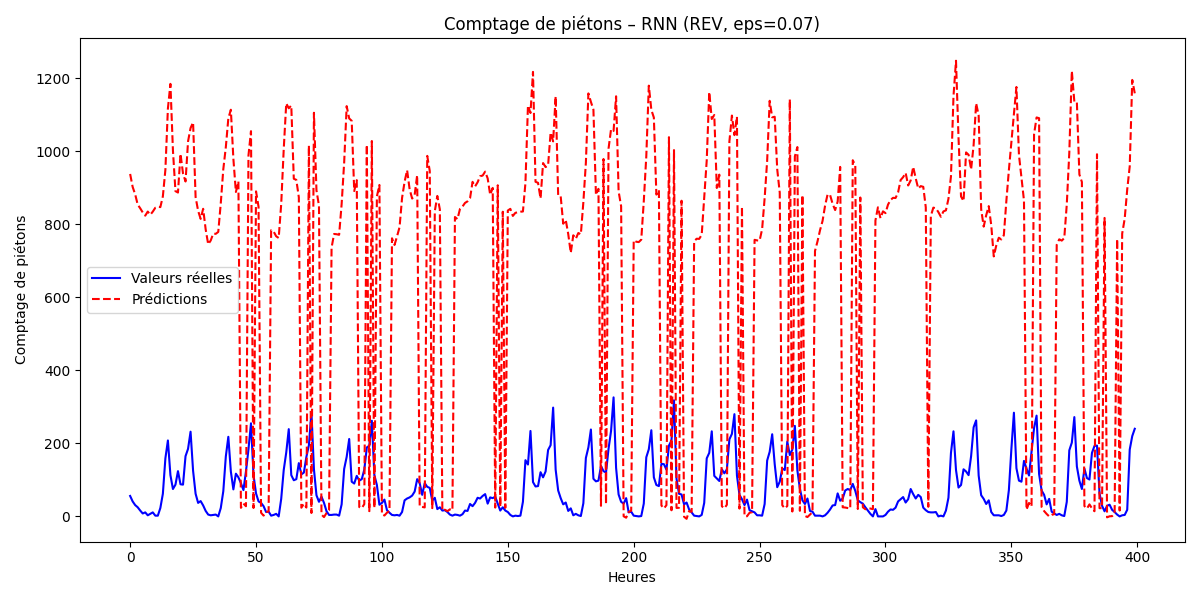 Comptage de piétons – RNN (REV, eps=0.07)
Comptage de piétons
1200
1000
800
600
400
200
0
Valeurs réelles
Prédictions
0 50 100 150 200 250 300 350 400
Heures